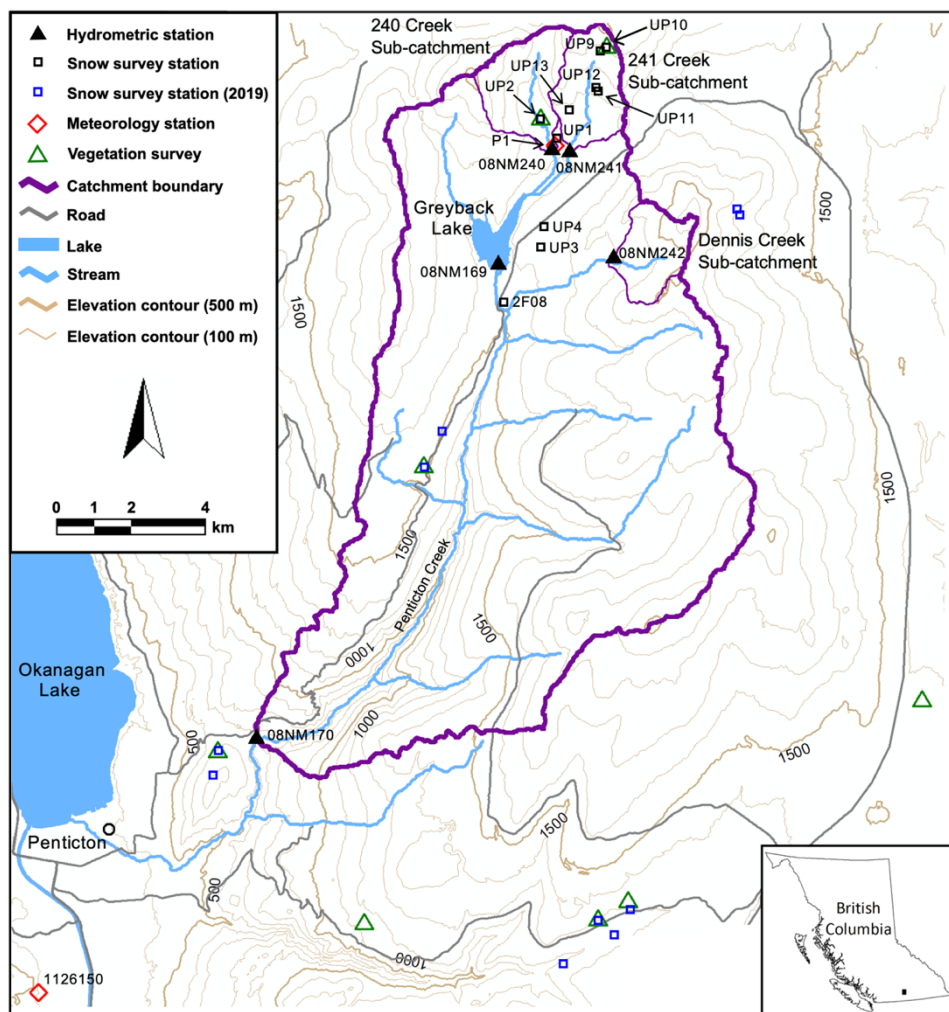 Hydrometric station
Snow survey station
Snow survey station (2019)
Meteorology station
Vegetation survey
Catchment boundary
Road
Lake
Stream
Elevation contour (500 m)
Elevation contour (100 m)
0 2 4
km
240 Creek
Sub-catchment
UP10
UP9
UP13
UP12
241 Creek
Sub-catchment
UP2
UP11
P1
UP1
08NM240
08NM241
Greyback
Lake
UP4
UP3
08NM242
Dennis Creek
Sub-catchment
08NM169
2F08
1500
1500
1500
1500
Penticton Creek
1500
1000
1000
1500
1500
Okanagan
Lake
08NM170
500
Penticton
500
1000
1126150
British
Columbia